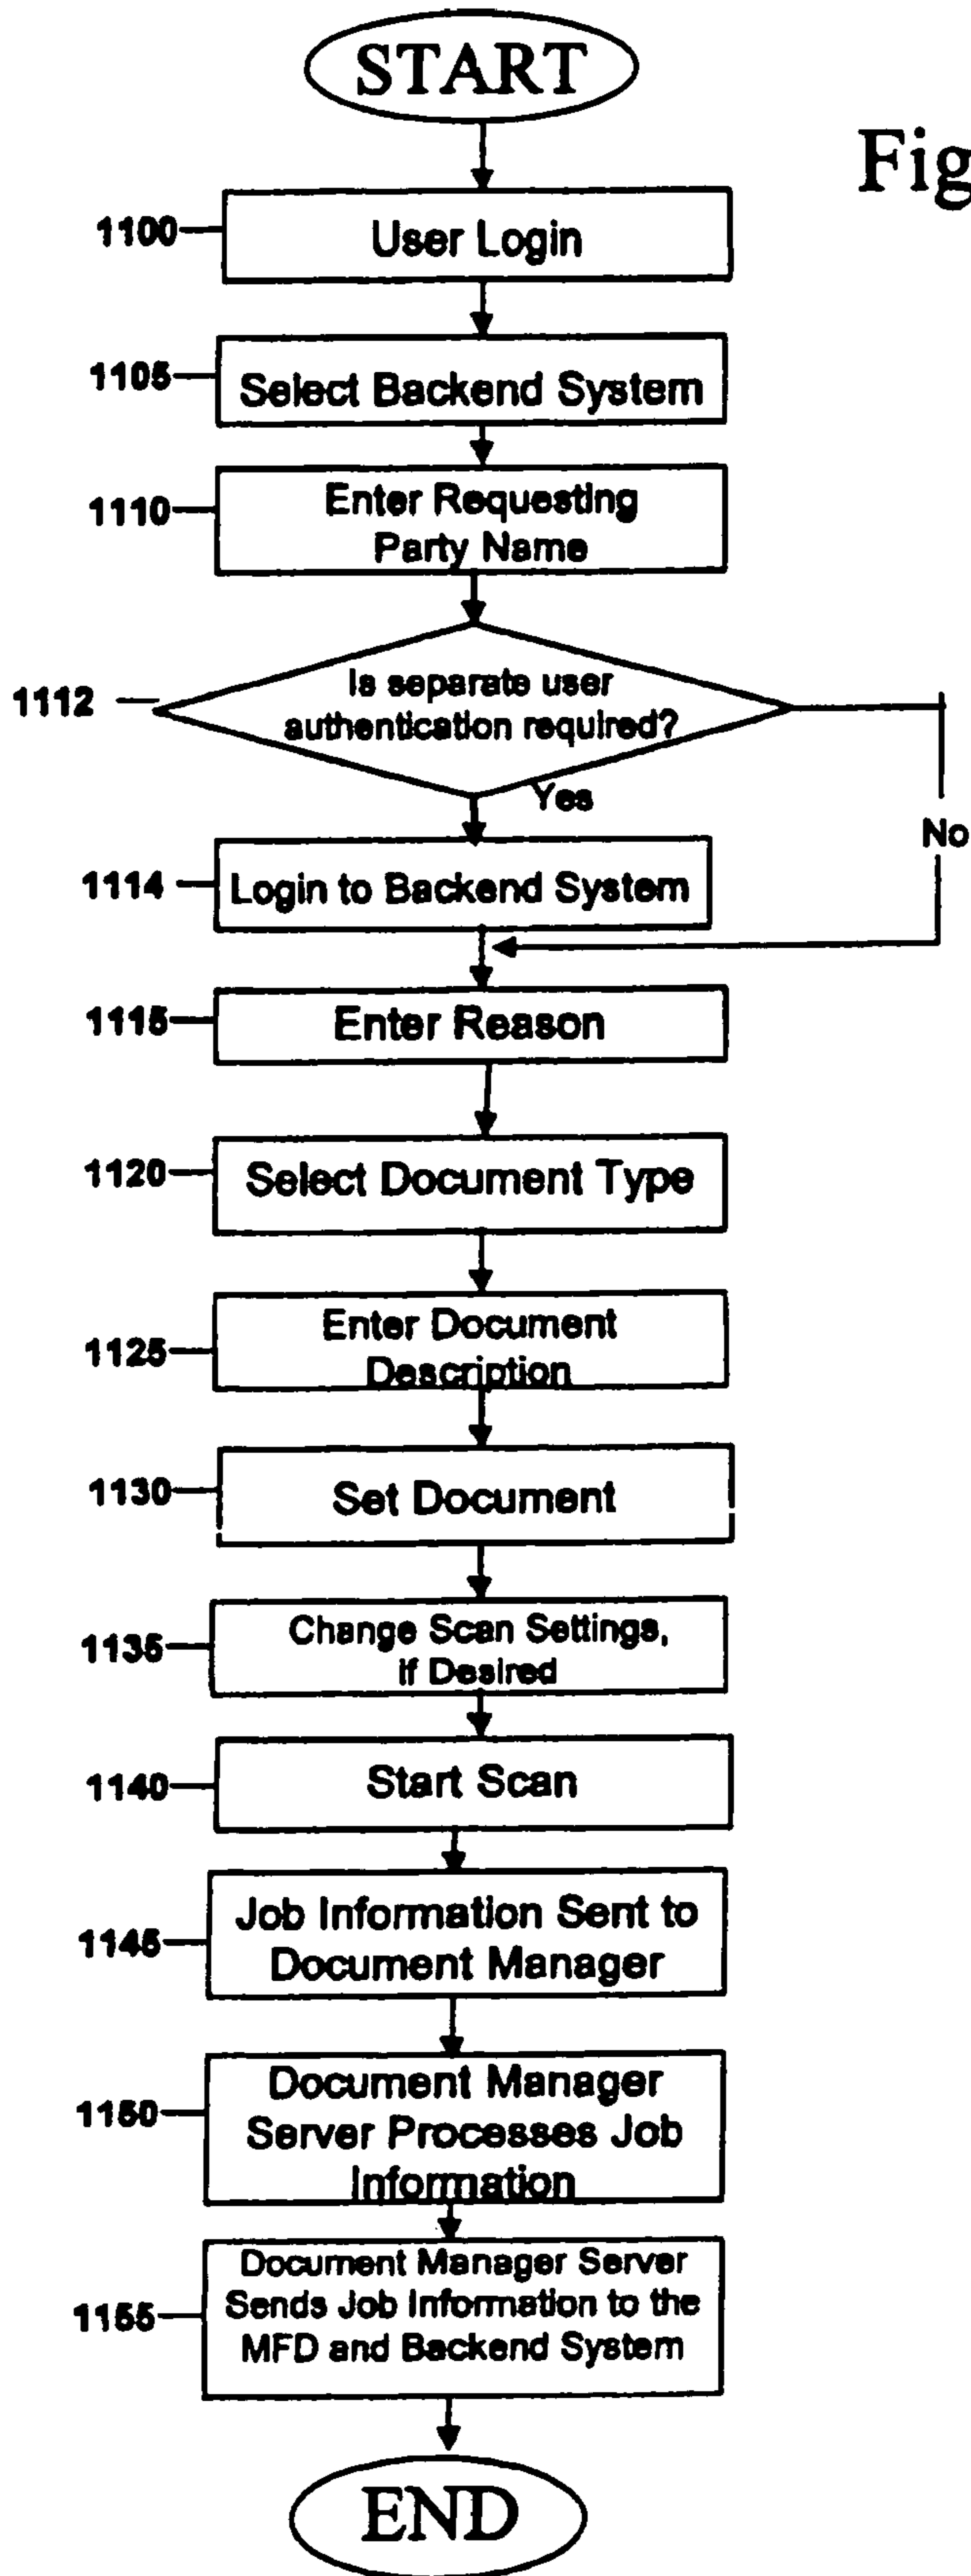 START
Fig
1100
User Login
1105
Select Backend System
1110
Enter Requesting
Party Name
1112
Is separate user
authentication required?
Yes
No
1114
Login to Backend System
1115
Enter Reason
1120
Select Document Type
1125
Enter Document
Description
1130
Set Document
1135
Change Scan Settings,
if Desired
1140
Start Scan
1145
Job Information Sent to
Document Manager
1150
Document Manager
Server Processes Job
Information
1155
Document Manager Server
Sends Job Information to the
MFD and Backend System
END